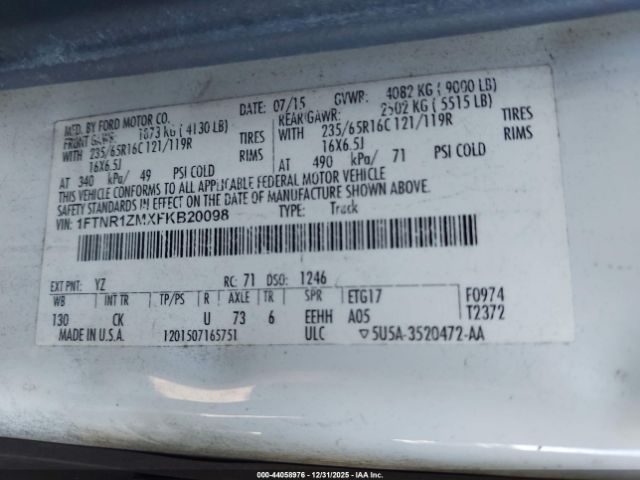 MFD. BY FORD MOTOR CO.
07/15
GVWR: 4082 KG ( 9000 LB)
FRONT GAWR: 1873 KG ( 4130 LB)
REAR GAWR: 2502 KG ( 5515 LB)
WITH 235/65R16C 121/119R TIRES
WITH 235/65R16C 121/119R TIRES
16X6.5J RIMS
16X6.5J RIMS
AT 340 kPa/ 49 PSI COLD
AT 490 kPa/ 71 PSI COLD
THIS VEHICLE CONFORMS TO ALL APPLICABLE FEDERAL MOTOR VEHICLE
SAFETY STANDARDS IN EFFECT ON THE DATE OF MANUFACTURE SHOWN ABOVE.
VIN: 1FTNR1ZMXFKB20098
TYPE: Truck
EXT PNT: YZ RC: 71 DSO: 1246
WB INT TR TP/PS R AXLE TR SPR ETG17 F0974
130 CK U 73 6 EEHH A05 T2372
MADE IN U.S.A. 1201507165751 ULC ▽5U5A-3520472-AA
000-44058976 - 12/31/2025 - IAA Inc.